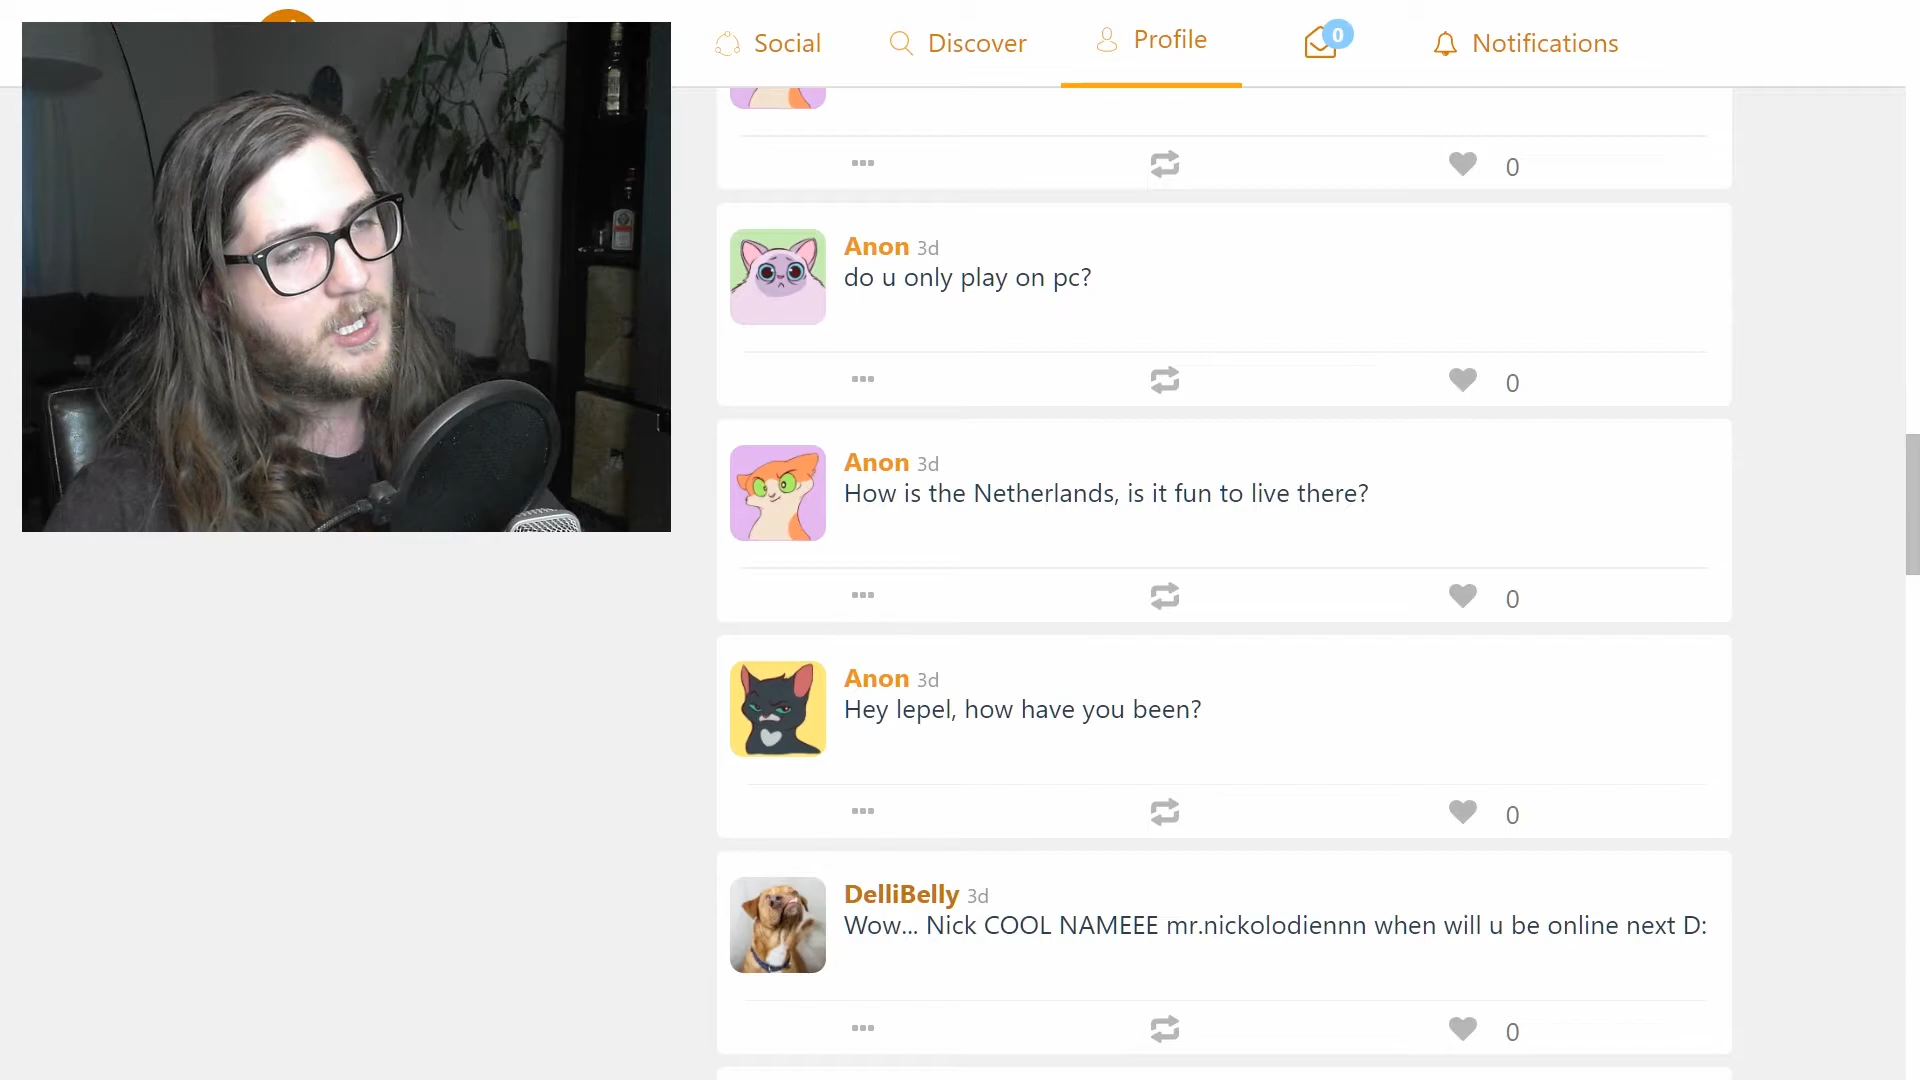 Social
Discover
Profile
0
Notifications
0
Anon 3d
do u only play on pc?
0
Anon 3d
How is the Netherlands, is it fun to live there?
0
Anon 3d
Hey lepel, how have you been?
0
DelliBelly 3d
Wow... Nick COOL NAMEEE mr.nickolodiennn when will u be online next D:
0